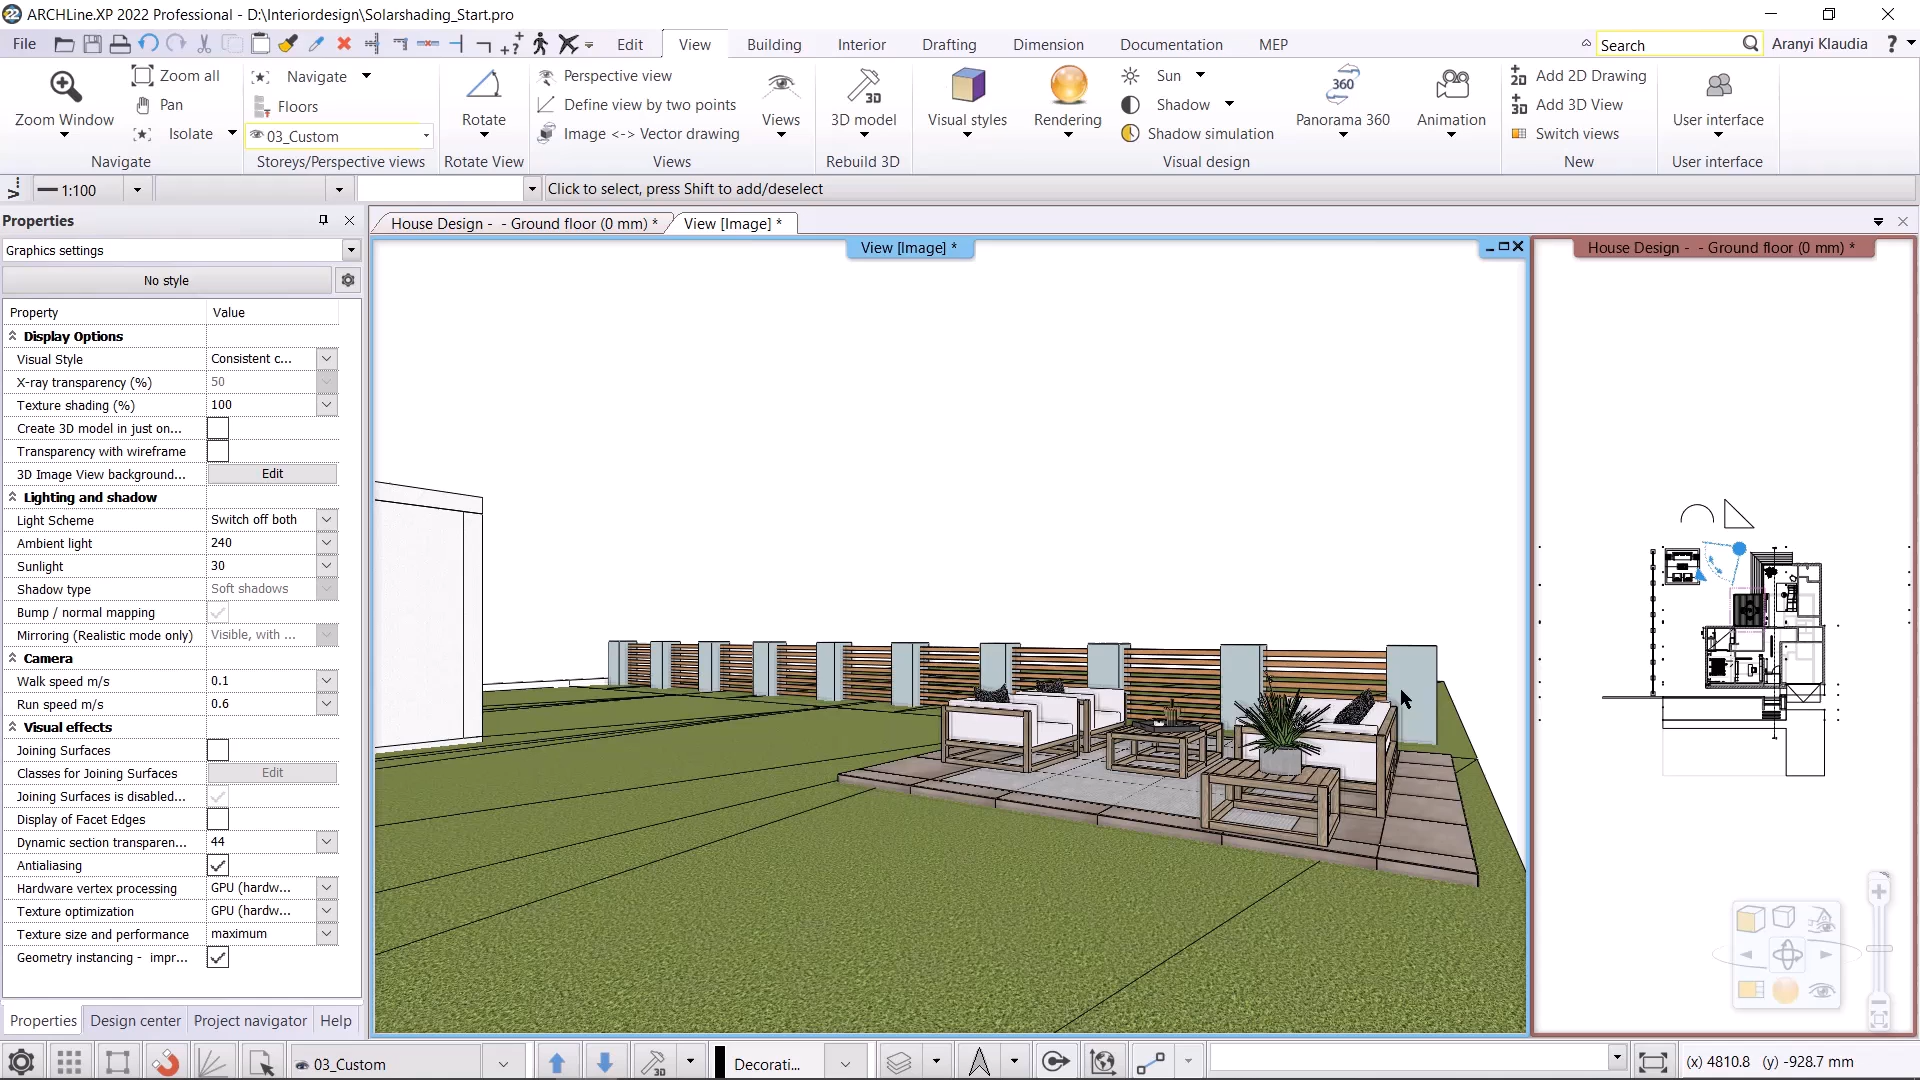 ARCHLine.XP 2022 Professional - D:\Interiordesign\Solarshading_Start.pro
File Edit View Building Interior Drafting Dimension Documentation MEP Search Aranyi Klaudia ?
Zoom Window
Zoom all
Pan
Isolate
Navigate
Navigate
Floors
03_Custom
Storeys/Perspective views
Rotate
Rotate View
Perspective view
Define view by two points
Image <-> Vector drawing
Views
Views
3D model
Rebuild 3D
Visual styles
Rendering
Sun
Shadow
Shadow simulation
Panorama 360
Animation
Visual design
Add 2D Drawing
Add 3D View
Switch views
New
User interface
User interface
1:100
Click to select, press Shift to add/deselect
Properties
Graphics settings
No style
Property Value
Display Options
Visual Style Consistent c...
X-ray transparency (%) 50
Texture shading (%) 100
Create 3D model in just on...
Transparency with wireframe
3D Image View background... Edit
Lighting and shadow
Light Scheme Switch off both
Ambient light 240
Sunlight 30
Shadow type Soft shadows
Bump / normal mapping
Mirroring (Realistic mode only) Visible, with ...
Camera
Walk speed m/s 0.1
Run speed m/s 0.6
Visual effects
Joining Surfaces
Classes for Joining Surfaces Edit
Joining Surfaces is disabled...
Display of Facet Edges
Dynamic section transparen... 44
Antialiasing
Hardware vertex processing GPU (hardw...
Texture optimization GPU (hardw...
Texture size and performance maximum
Geometry instancing - impr...
Properties Design center Project navigator Help
House Design - - Ground floor (0 mm) *
View [Image] *
View [Image] *
House Design - - Ground floor (0 mm) *
03_Custom
3D
Decorati...
(x) 4810.8 (y) -928.7 mm